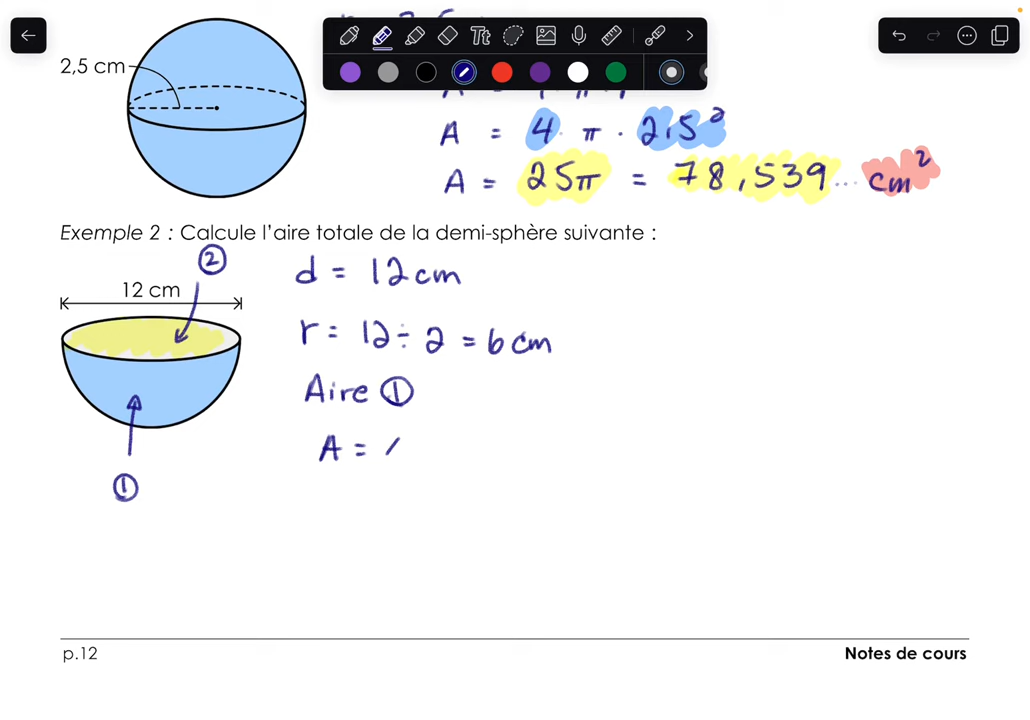 2,5 cm
A = 4 · π · 2,5²
A = 25π = 78,539... cm²
Exemple 2 : Calcule l'aire totale de la demi-sphère suivante :
②
12 cm
d = 12 cm
r = 12 ÷ 2 = 6 cm
Aire ①
A =
①
p.12
Notes de cours
Tt